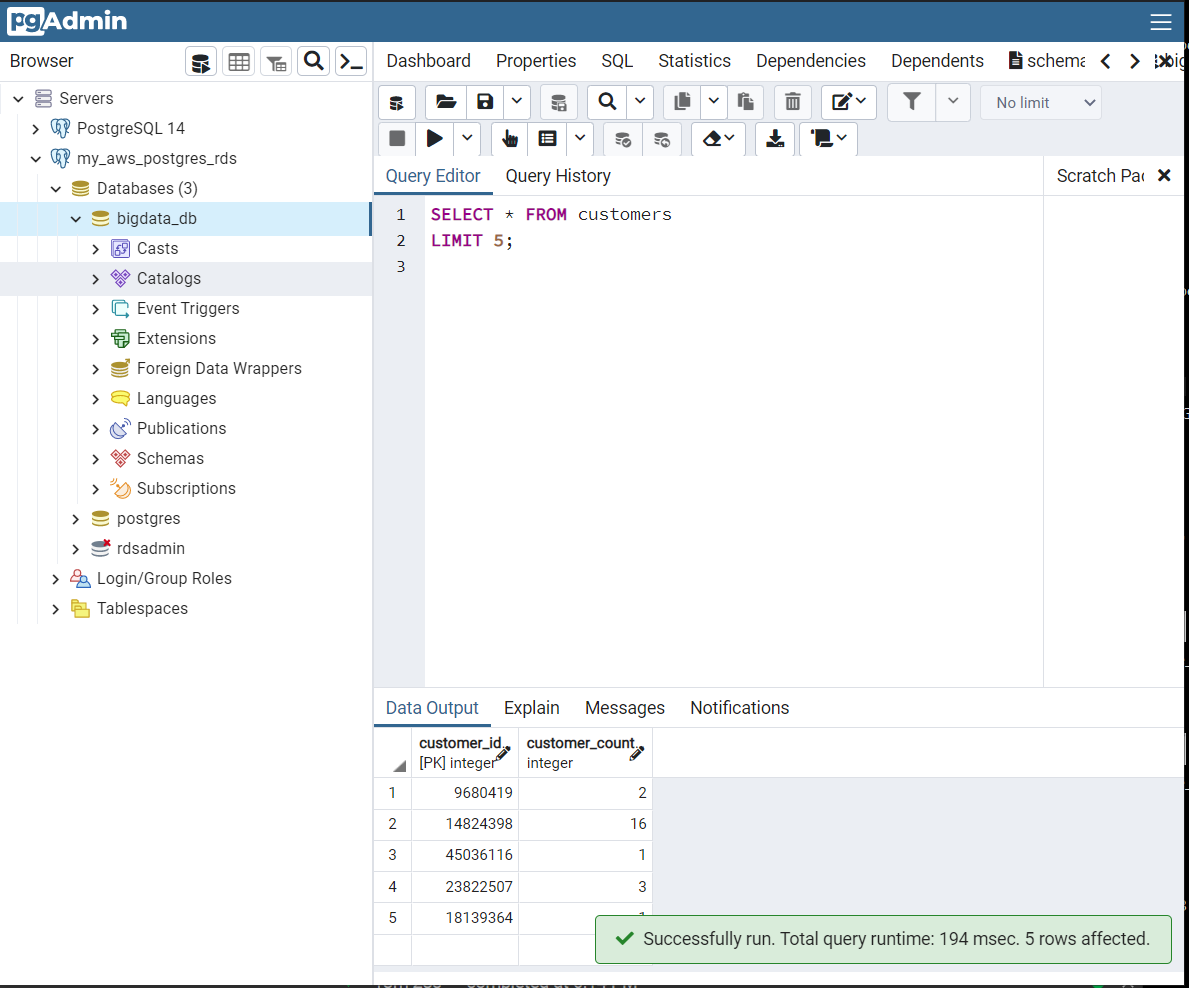 pgAdmin
Browser
Dashboard Properties SQL Statistics Dependencies Dependents schema
Servers
PostgreSQL 14
my_aws_postgres_rds
Databases (3)
bigdata_db
Casts
Catalogs
Event Triggers
Extensions
Foreign Data Wrappers
Languages
Publications
Schemas
Subscriptions
postgres
rdsadmin
Login/Group Roles
Tablespaces
No limit
Query Editor Query History
Scratch Pac
1 SELECT * FROM customers
2 LIMIT 5;
3
Data Output Explain Messages Notifications
customer_id customer_count
[PK] integer integer
1 9680419 2
2 14824398 16
3 45036116 1
4 23822507 3
5 18139364
Successfully run. Total query runtime: 194 msec. 5 rows affected.